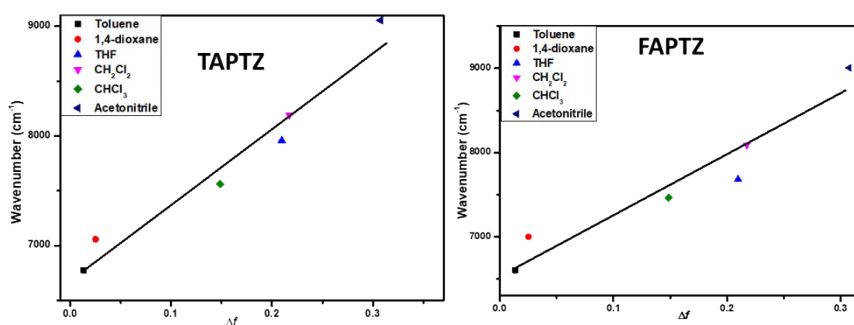 9000
8000
7000
Wavenumber (cm⁻¹)
Toluene
1,4-dioxane
THF
CH₂Cl₂
CHCl₃
Acetonitrile
TAPTZ
0.0 0.1 0.2 0.3
Δf
9000
8000
7000
Wavenumber (cm⁻¹)
Toluene
1,4-dioxane
THF
CH₂Cl₂
CHCl₃
Acetonitrile
FAPTZ
0.0 0.1 0.2 0.3
Δf